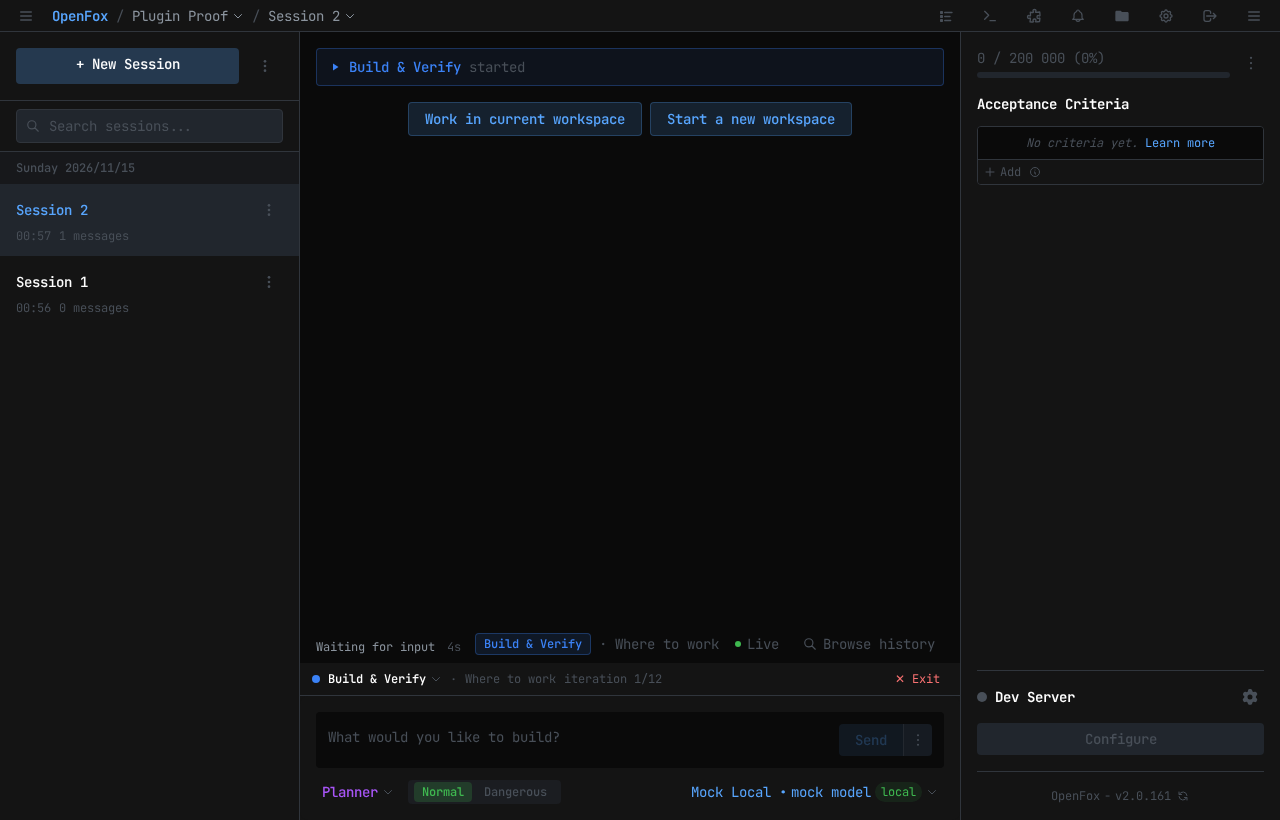 OpenFox / Plugin Proof / Session 2
+ New Session
Search sessions...
Sunday 2026/11/15
Session 2
00:57 1 messages
Session 1
00:56 0 messages
Build & Verify started
Work in current workspace Start a new workspace
Waiting for input 4s Build & Verify · Where to work Live Browse history
Build & Verify · Where to work iteration 1/12 × Exit
What would you like to build? Send
Planner Normal Dangerous Mock Local • mock model local
0 / 200 000 (0%)
Acceptance Criteria
No criteria yet. Learn more
+ Add
Dev Server
Configure
OpenFox - v2.0.161